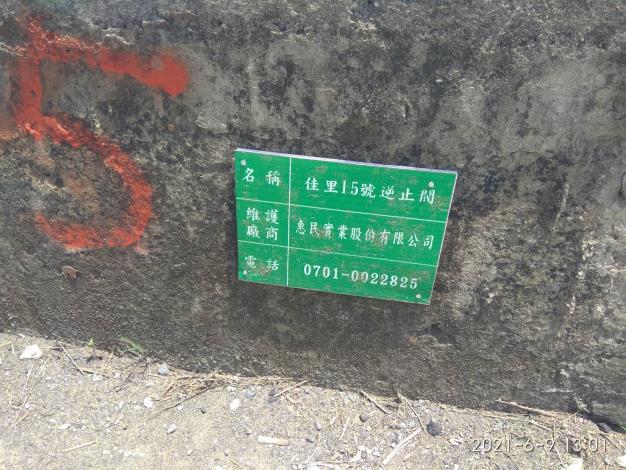 5
名稱 佳里15號逆止閥
維護廠商 惠民實業股份有限公司
電話 0701-0022825
2021-6-9 13:01